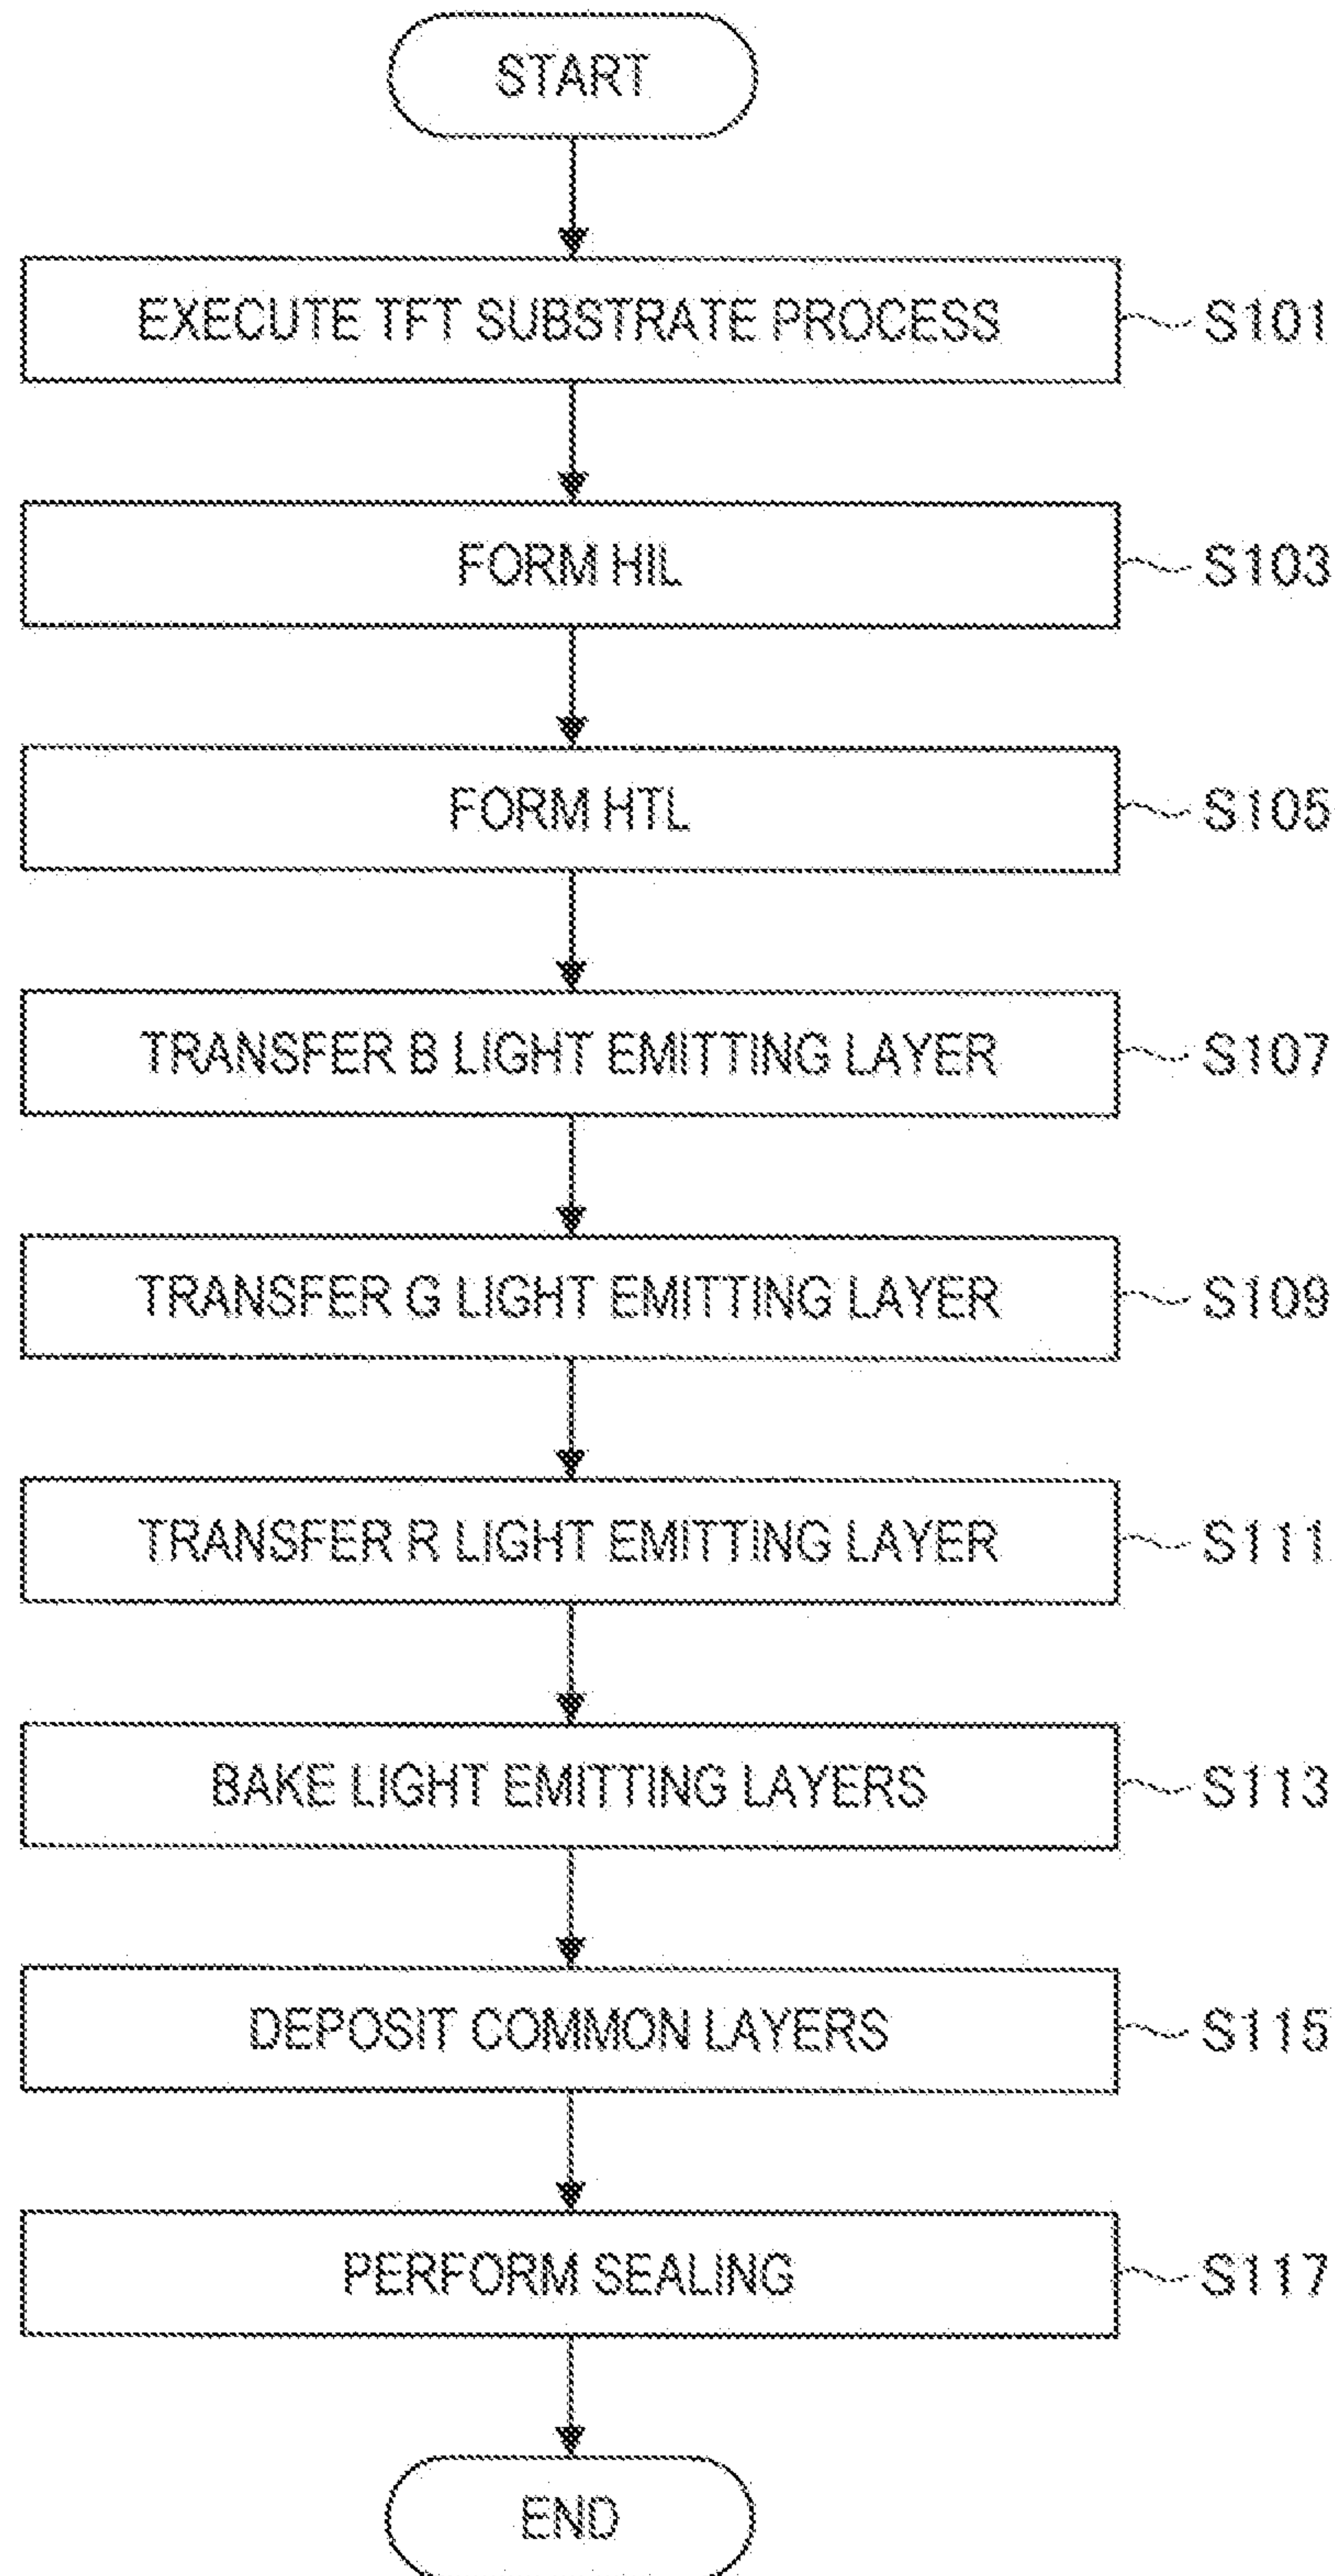 START
EXECUTE TFT SUBSTRATE PROCESS S101
FORM HIL S103
FORM HTL S105
TRANSFER B LIGHT EMITTING LAYER S107
TRANSFER G LIGHT EMITTING LAYER S109
TRANSFER R LIGHT EMITTING LAYER S111
BAKE LIGHT EMITTING LAYERS S113
DEPOSIT COMMON LAYERS S115
PERFORM SEALING S117
END